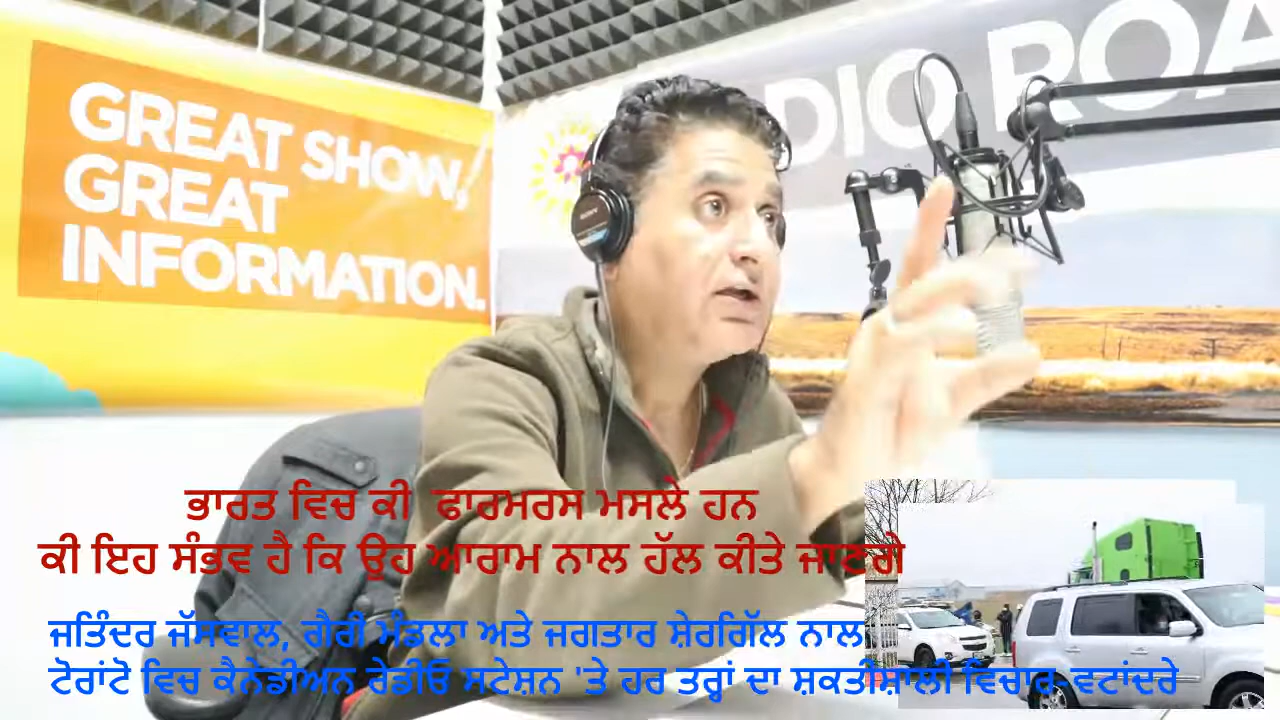 GREAT SHOW,
GREAT
INFORMATION.
DIO ROA
ਭਾਰਤ ਵਿਚ ਕੀ ਫਾਰਮਰਸ ਮਸਲੇ ਹਨ
ਕੀ ਇਹ ਸੰਭਵ ਹੈ ਕਿ ਉਹ ਆਰਾਮ ਨਾਲ ਹੱਲ ਕੀਤੇ ਜਾਣਗੇ
ਜਤਿੰਦਰ ਜੱਸਵਾਲ, ਗੈਰੀ ਮੰਡਲਾ ਅਤੇ ਜਗਤਾਰ ਸ਼ੇਰਗਿੱਲ ਨਾਲ
ਟੋਰਾਂਟੋ ਵਿਚ ਕੈਨੇਡੀਅਨ ਰੇਡੀਓ ਸਟੇਸ਼ਨ 'ਤੇ ਹਰ ਤਰ੍ਹਾਂ ਦਾ ਸ਼ਕਤੀਸ਼ਾਲੀ ਵਿਚਾਰ-ਵਟਾਂਦਰੇ